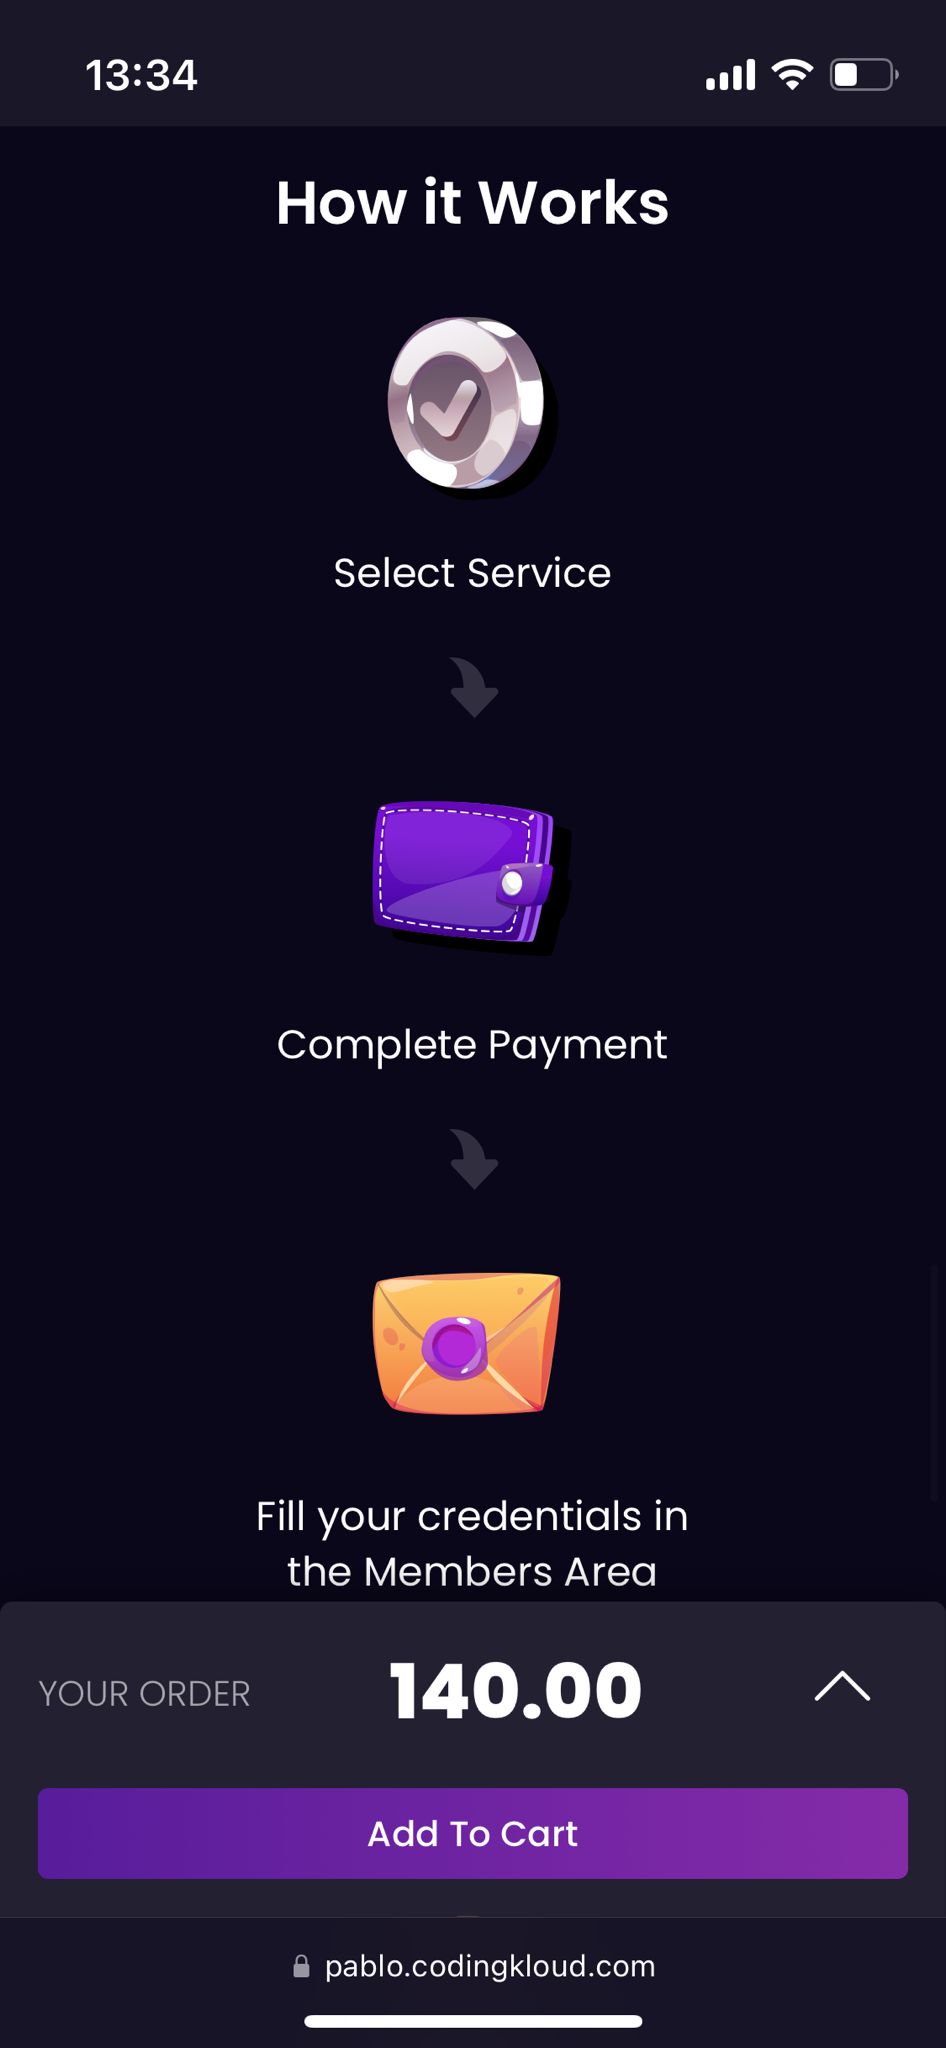 13:34
How it Works
Select Service
Complete Payment
Fill your credentials in
the Members Area
YOUR ORDER 140.00
Add To Cart
pablo.codingkloud.com